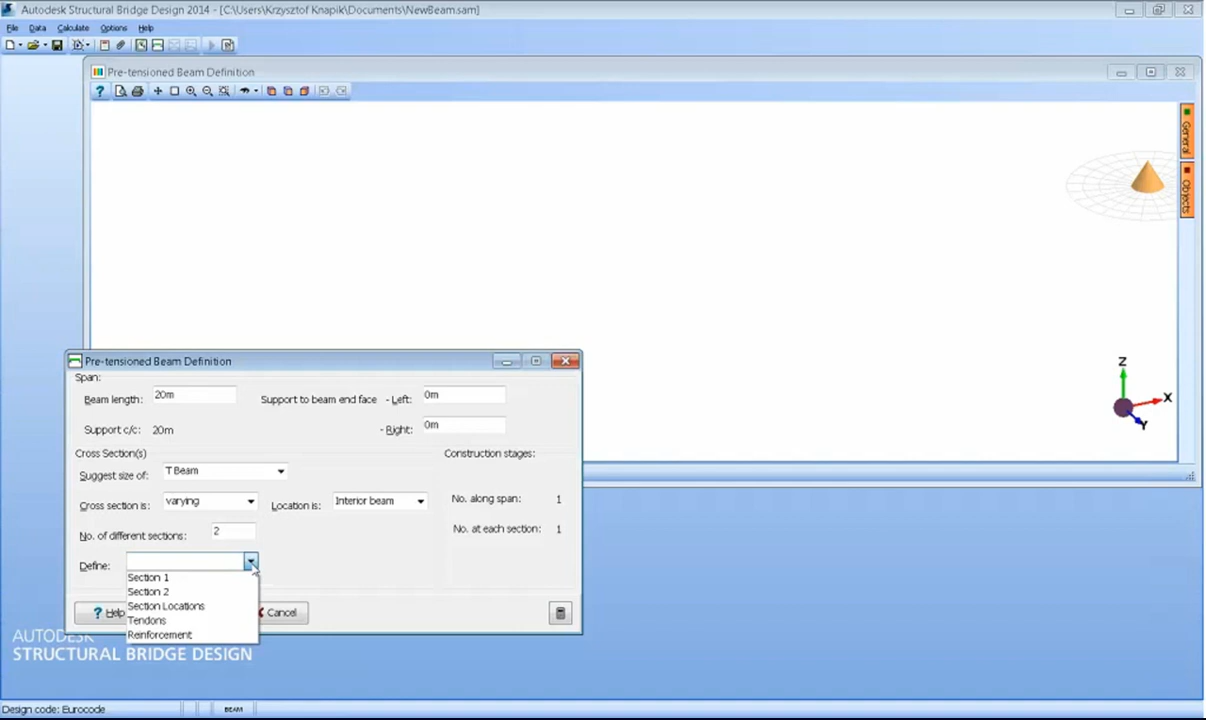 Autodesk Structural Bridge Design 2014 - [C:\Users\Krzysztof Knapik\Documents\NewBeam.sam]
File Data Calculate Options Help
Pre-tensioned Beam Definition
General
Objects
Z
X
Y
Pre-tensioned Beam Definition
Span:
Beam length: 20m Support to beam end face - Left: 0m
Support c/c: 20m - Right: 0m
Cross Section(s) Construction stages:
Suggest size of: T Beam
Cross section is: varying Location is: Interior beam No. along span: 1
No. of different sections: 2 No. at each section: 1
Define:
Section 1
Section 2
Section Locations
Tendons
Reinforcement
? Help Cancel
AUTODESK
STRUCTURAL BRIDGE DESIGN
Design code: Eurocode BEAM